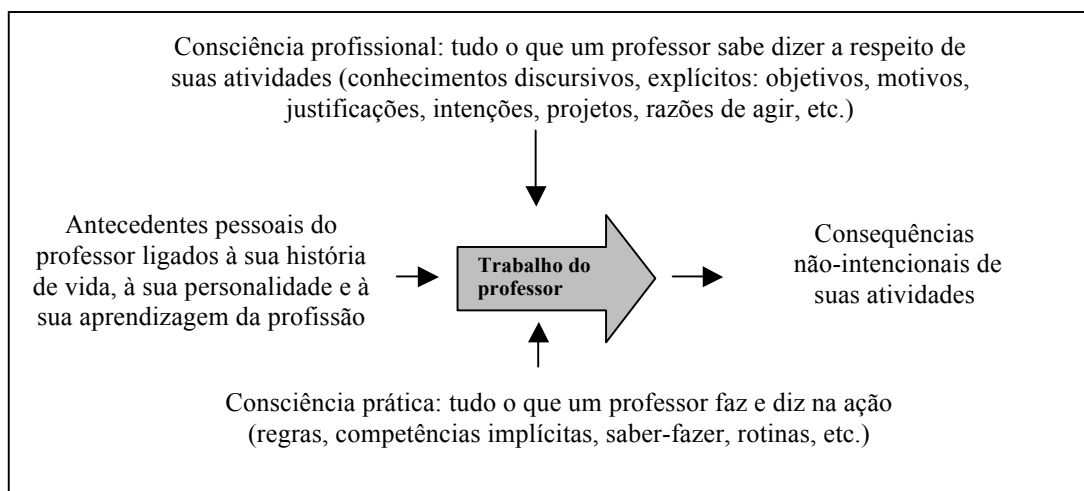 Consciência profissional: tudo o que um professor sabe dizer a respeito de
suas atividades (conhecimentos discursivos, explícitos: objetivos, motivos,
justificações, intenções, projetos, razões de agir, etc.)
Antecedentes pessoais do
professor ligados à sua história
de vida, à sua personalidade e à
sua aprendizagem da profissão
Trabalho do
professor
Consequências
não-intencionais de
suas atividades
Consciência prática: tudo o que um professor faz e diz na ação
(regras, competências implícitas, saber-fazer, rotinas, etc.)